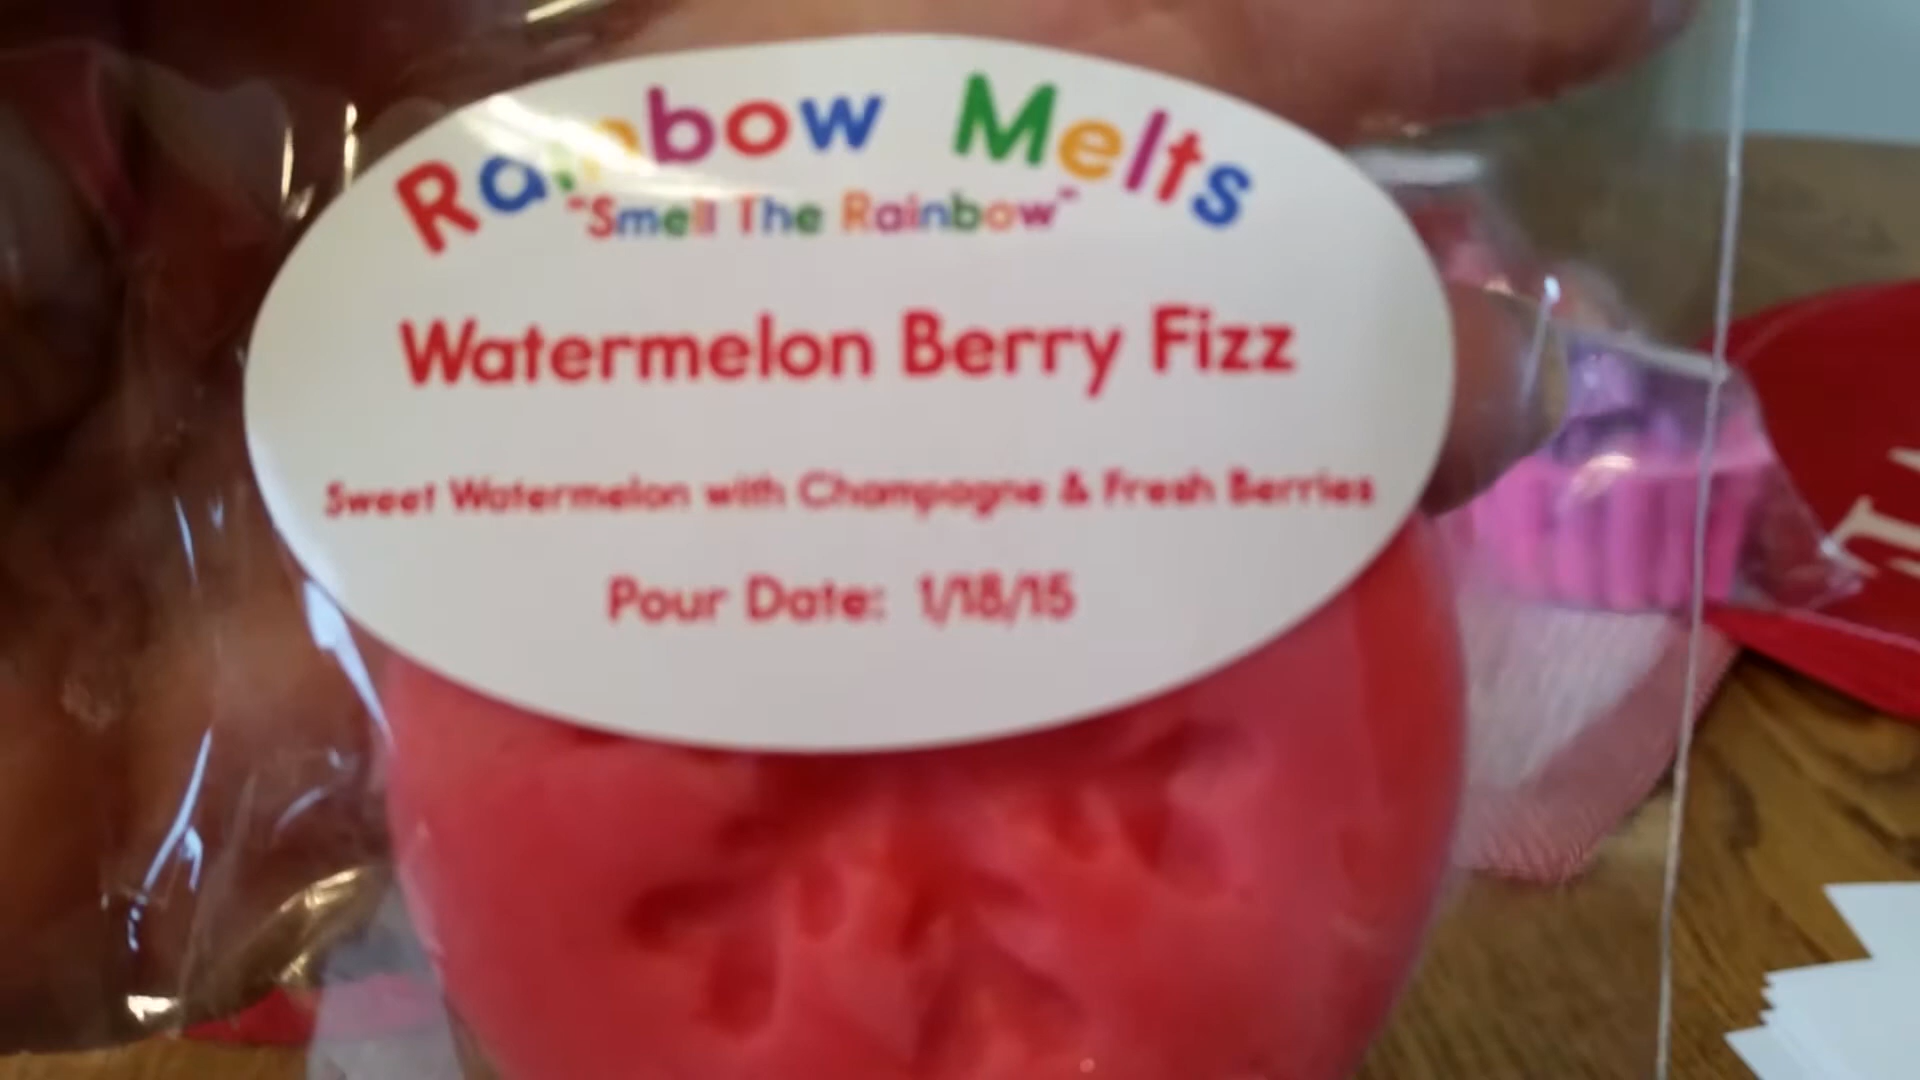 Rainbow Melts
"Smell The Rainbow"
Watermelon Berry Fizz
Sweet Watermelon with Champagne & Fresh Berries
Pour Date: 1/18/15